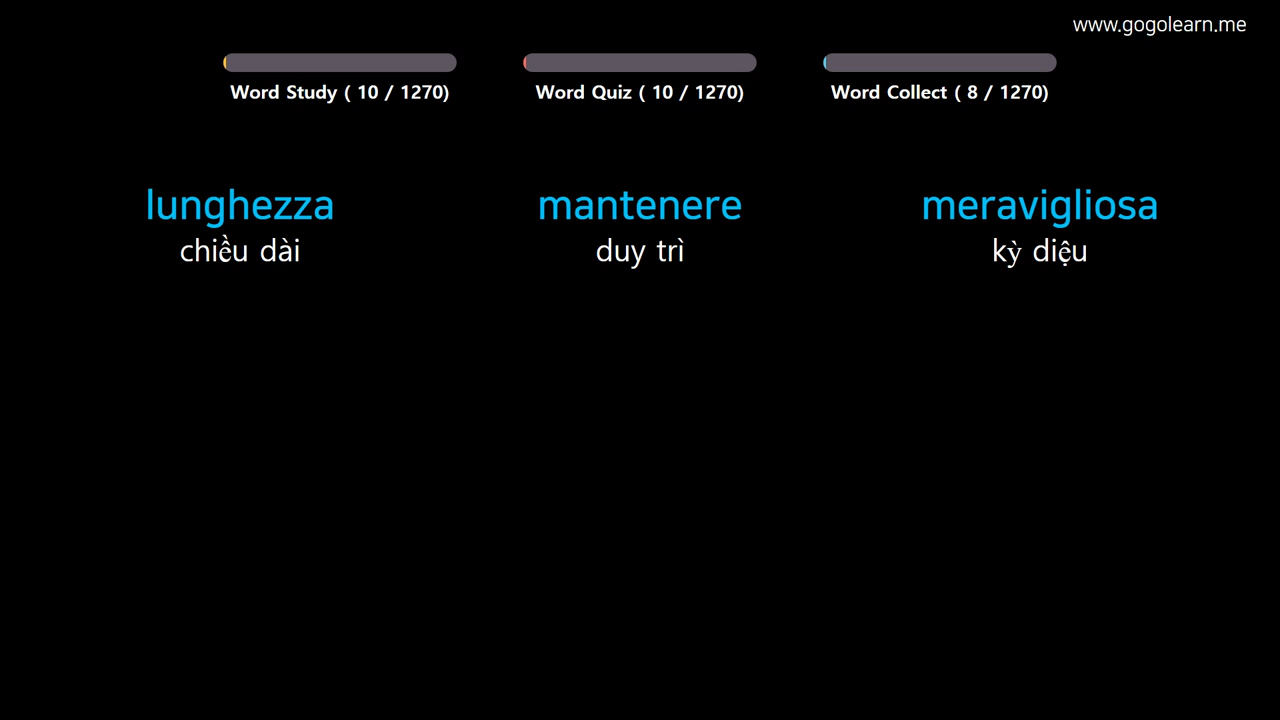 www.gogolearn.me
Word Study ( 10 / 1270)
Word Quiz ( 10 / 1270)
Word Collect ( 8 / 1270)
lunghezza
chiều dài
mantenere
duy trì
meravigliosa
kỳ diệu